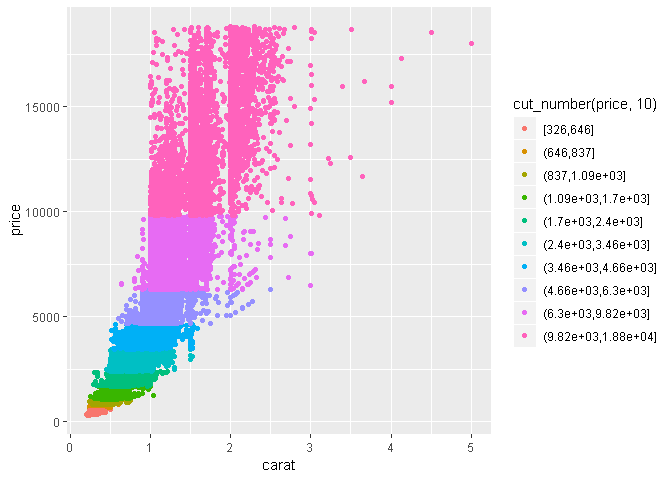 15000
10000
5000
0
price
0 1 2 3 4 5
carat
cut_number(price, 10)
[326,646]
(646,837]
(837,1.09e+03]
(1.09e+03,1.7e+03]
(1.7e+03,2.4e+03]
(2.4e+03,3.46e+03]
(3.46e+03,4.66e+03]
(4.66e+03,6.3e+03]
(6.3e+03,9.82e+03]
(9.82e+03,1.88e+04]